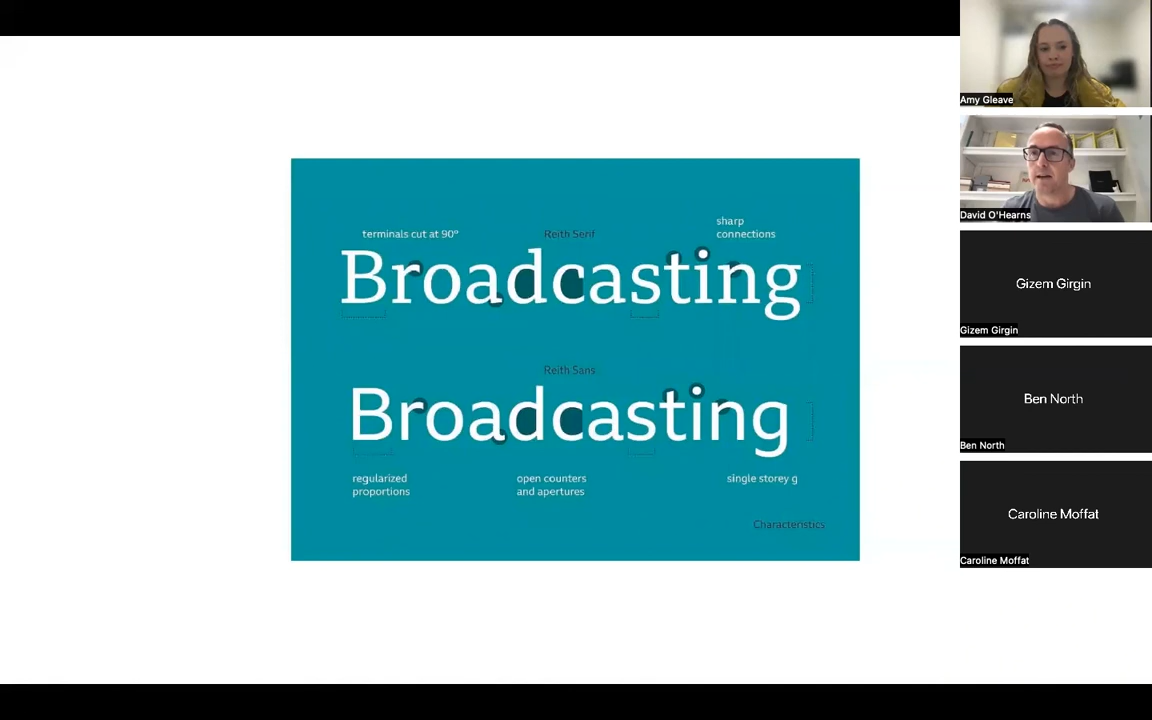 terminals cut at 90°
Reith Serif
sharp
connections
Broadcasting
Reith Sans
Broadcasting
regularized
proportions
open counters
and apertures
single storey g
Characteristics
Amy Gleave
David O'Hearns
Gizem Girgin
Gizem Girgin
Ben North
Ben North
Caroline Moffat
Caroline Moffat